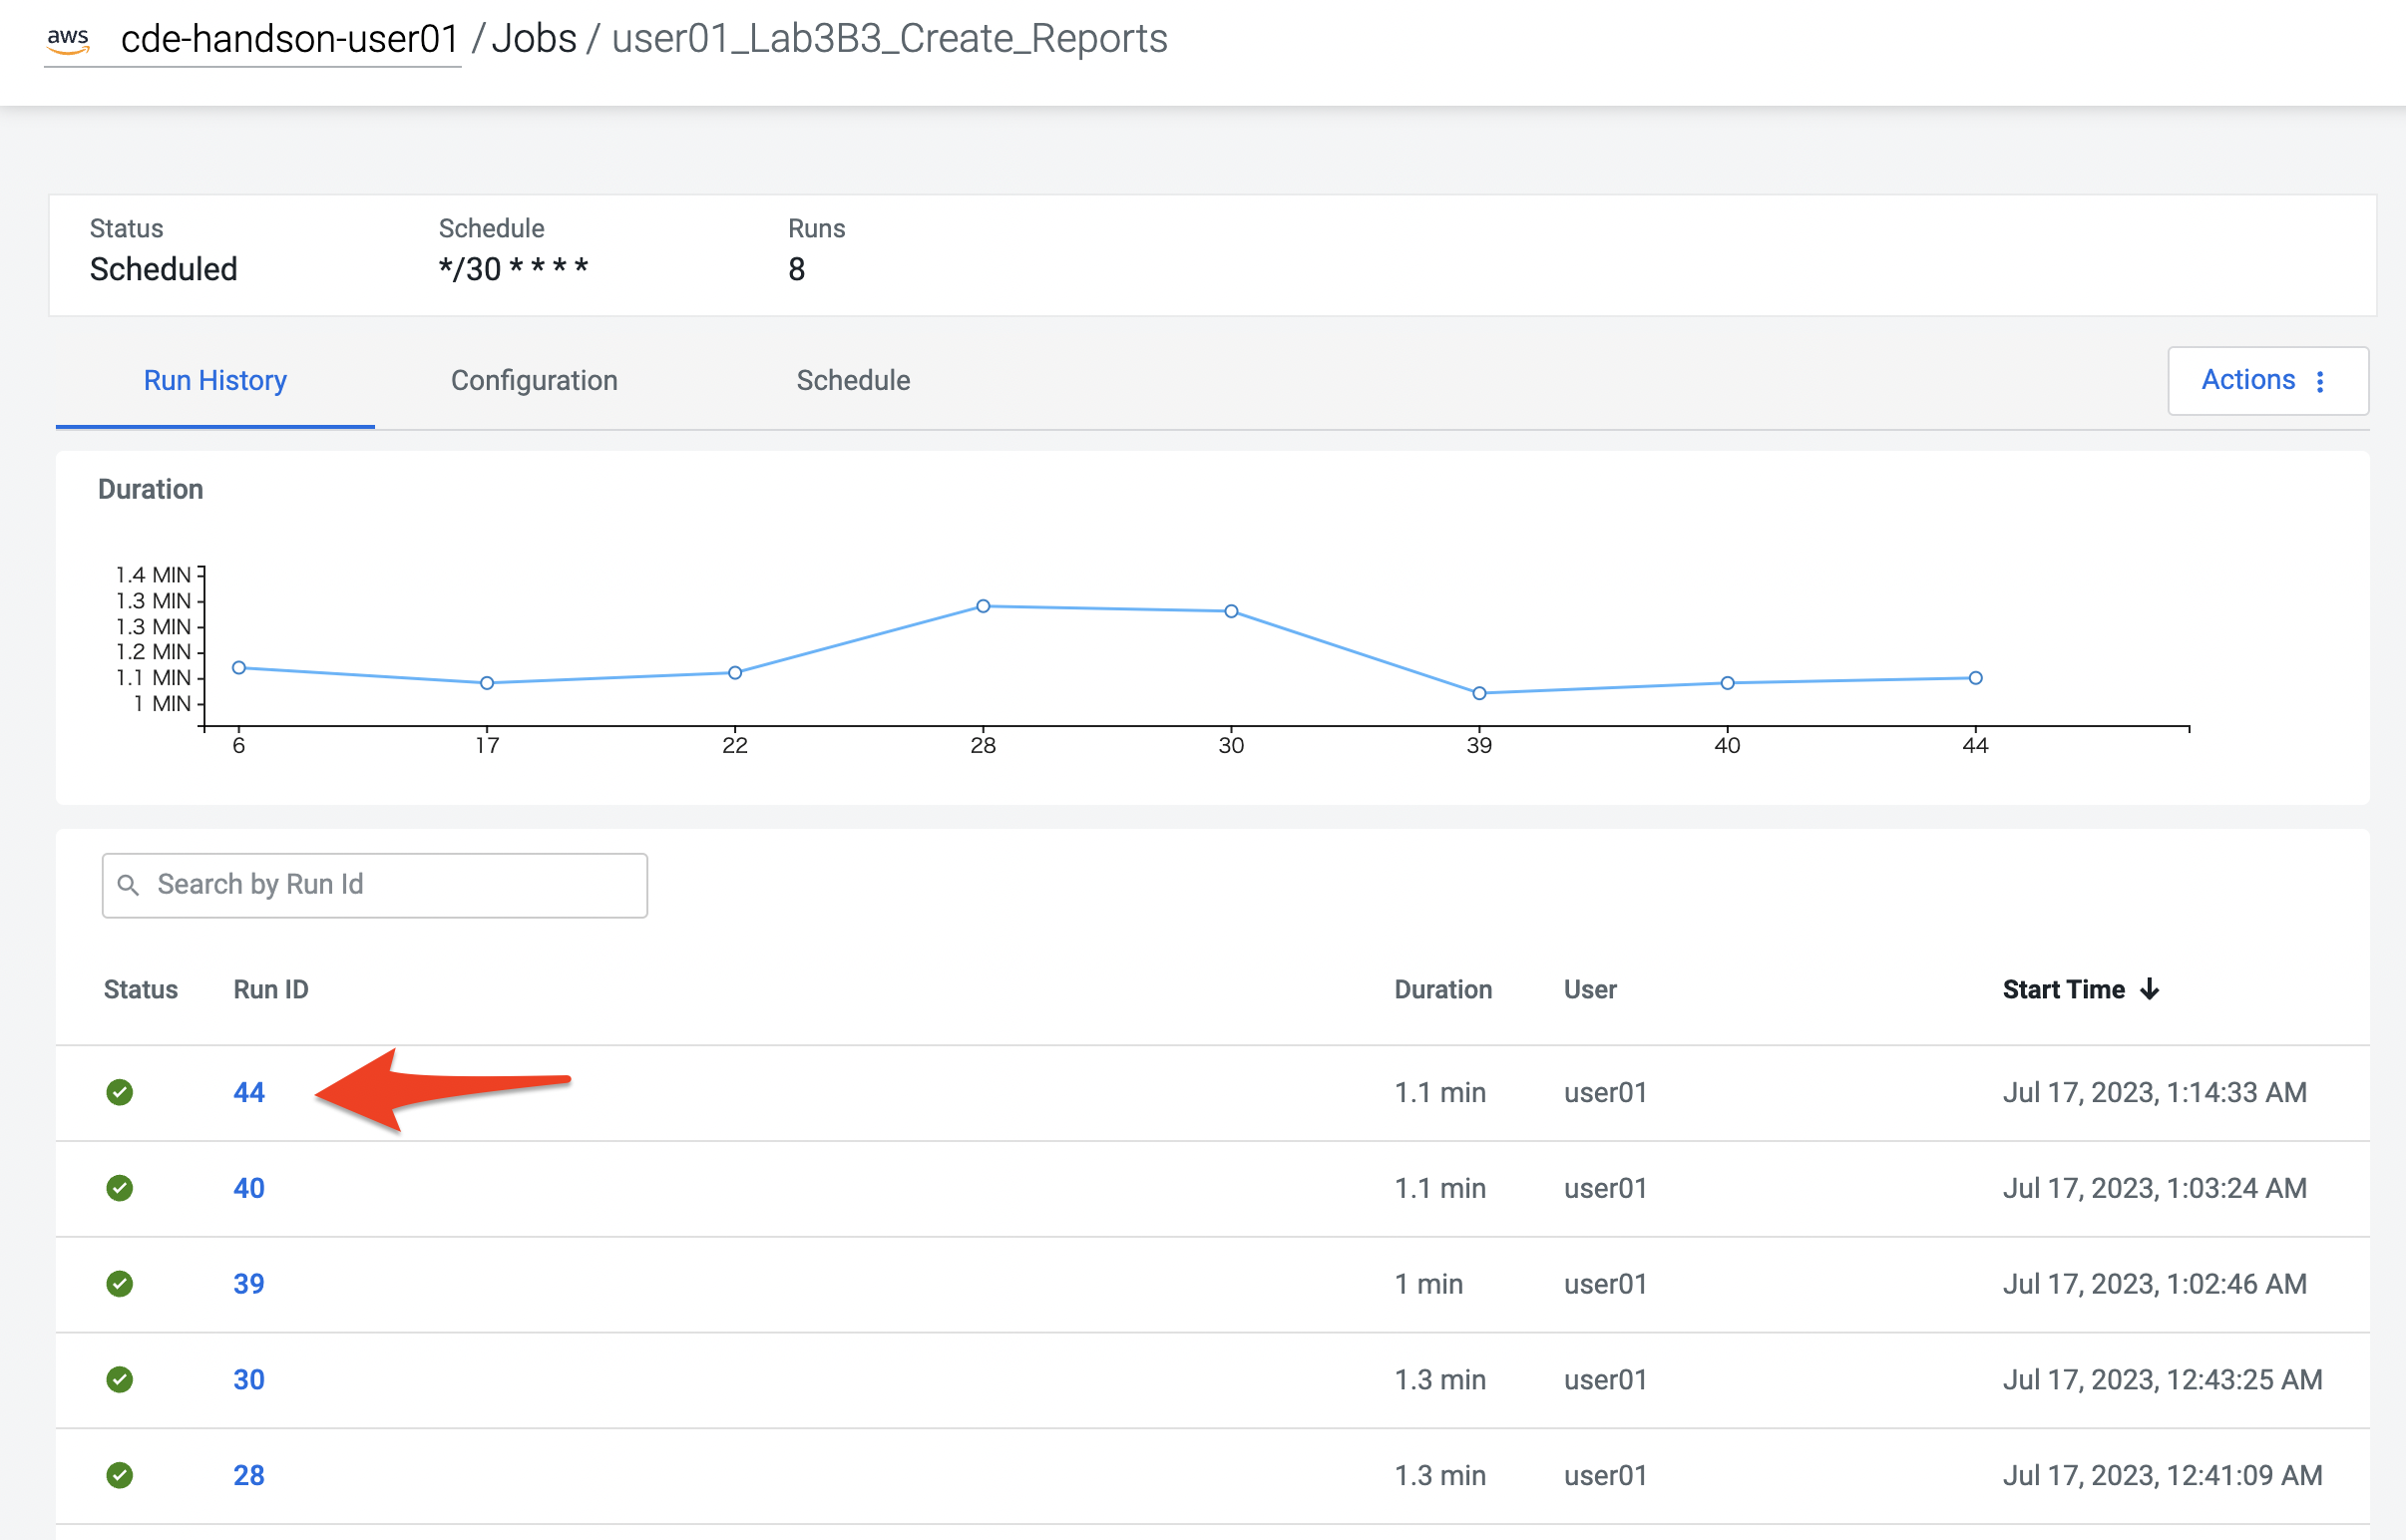 aws cde-handson-user01 / Jobs / user01_Lab3B3_Create_Reports
Status Schedule Runs
Scheduled */30 * * * * 8
Run History Configuration Schedule Actions
Duration
1.4 MIN
1.3 MIN
1.3 MIN
1.2 MIN
1.1 MIN
1 MIN
6 17 22 28 30 39 40 44
Search by Run Id
Status Run ID Duration User Start Time
44 1.1 min user01 Jul 17, 2023, 1:14:33 AM
40 1.1 min user01 Jul 17, 2023, 1:03:24 AM
39 1 min user01 Jul 17, 2023, 1:02:46 AM
30 1.3 min user01 Jul 17, 2023, 12:43:25 AM
28 1.3 min user01 Jul 17, 2023, 12:41:09 AM